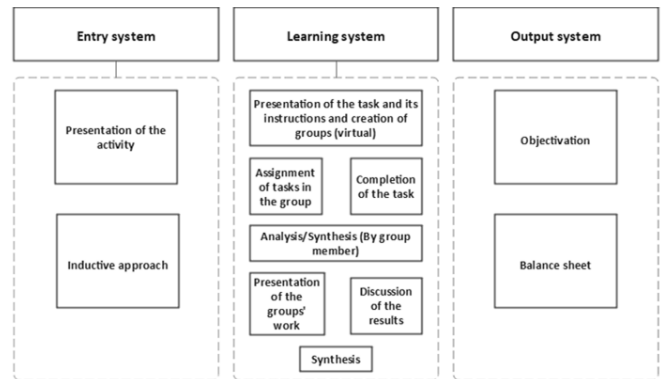 Entry system
Learning system
Output system
Presentation of the
activity
Inductive approach
Presentation of the task and its
instructions and creation of
groups (virtual)
Assignment
of tasks in
the group
Completion
of the task
Analysis/Synthesis (By group
member)
Presentation
of the
groups'
work
Discussion
of the
results
Synthesis
Objectivation
Balance sheet